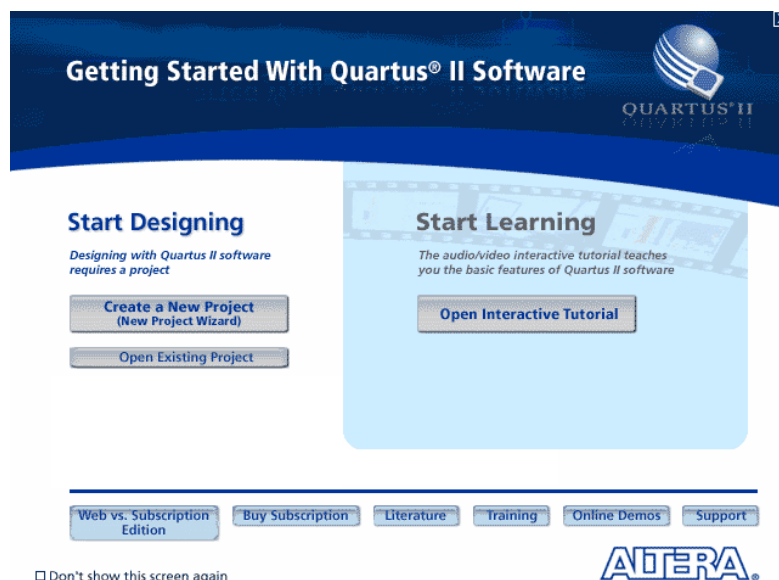 Getting Started With Quartus® II Software
QUARTUS® II
Start Designing
Designing with Quartus II software
requires a project
Create a New Project
(New Project Wizard)
Open Existing Project
Start Learning
The audio/video interactive tutorial teaches
you the basic features of Quartus II software
Open Interactive Tutorial
Web vs. Subscription
Edition
Buy Subscription
Literature
Training
Online Demos
Support
Don't show this screen again
ALTERA®